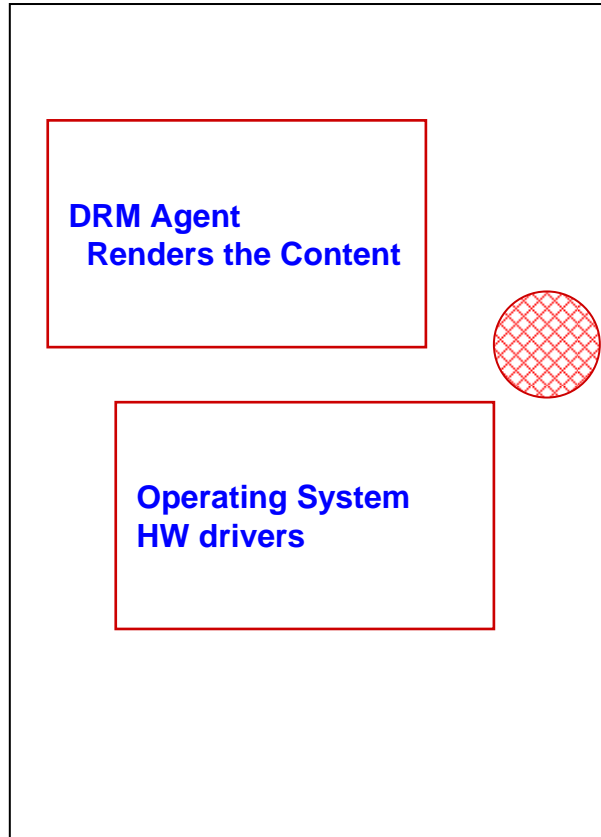 DRM Agent
Renders the Content
Operating System
HW drivers